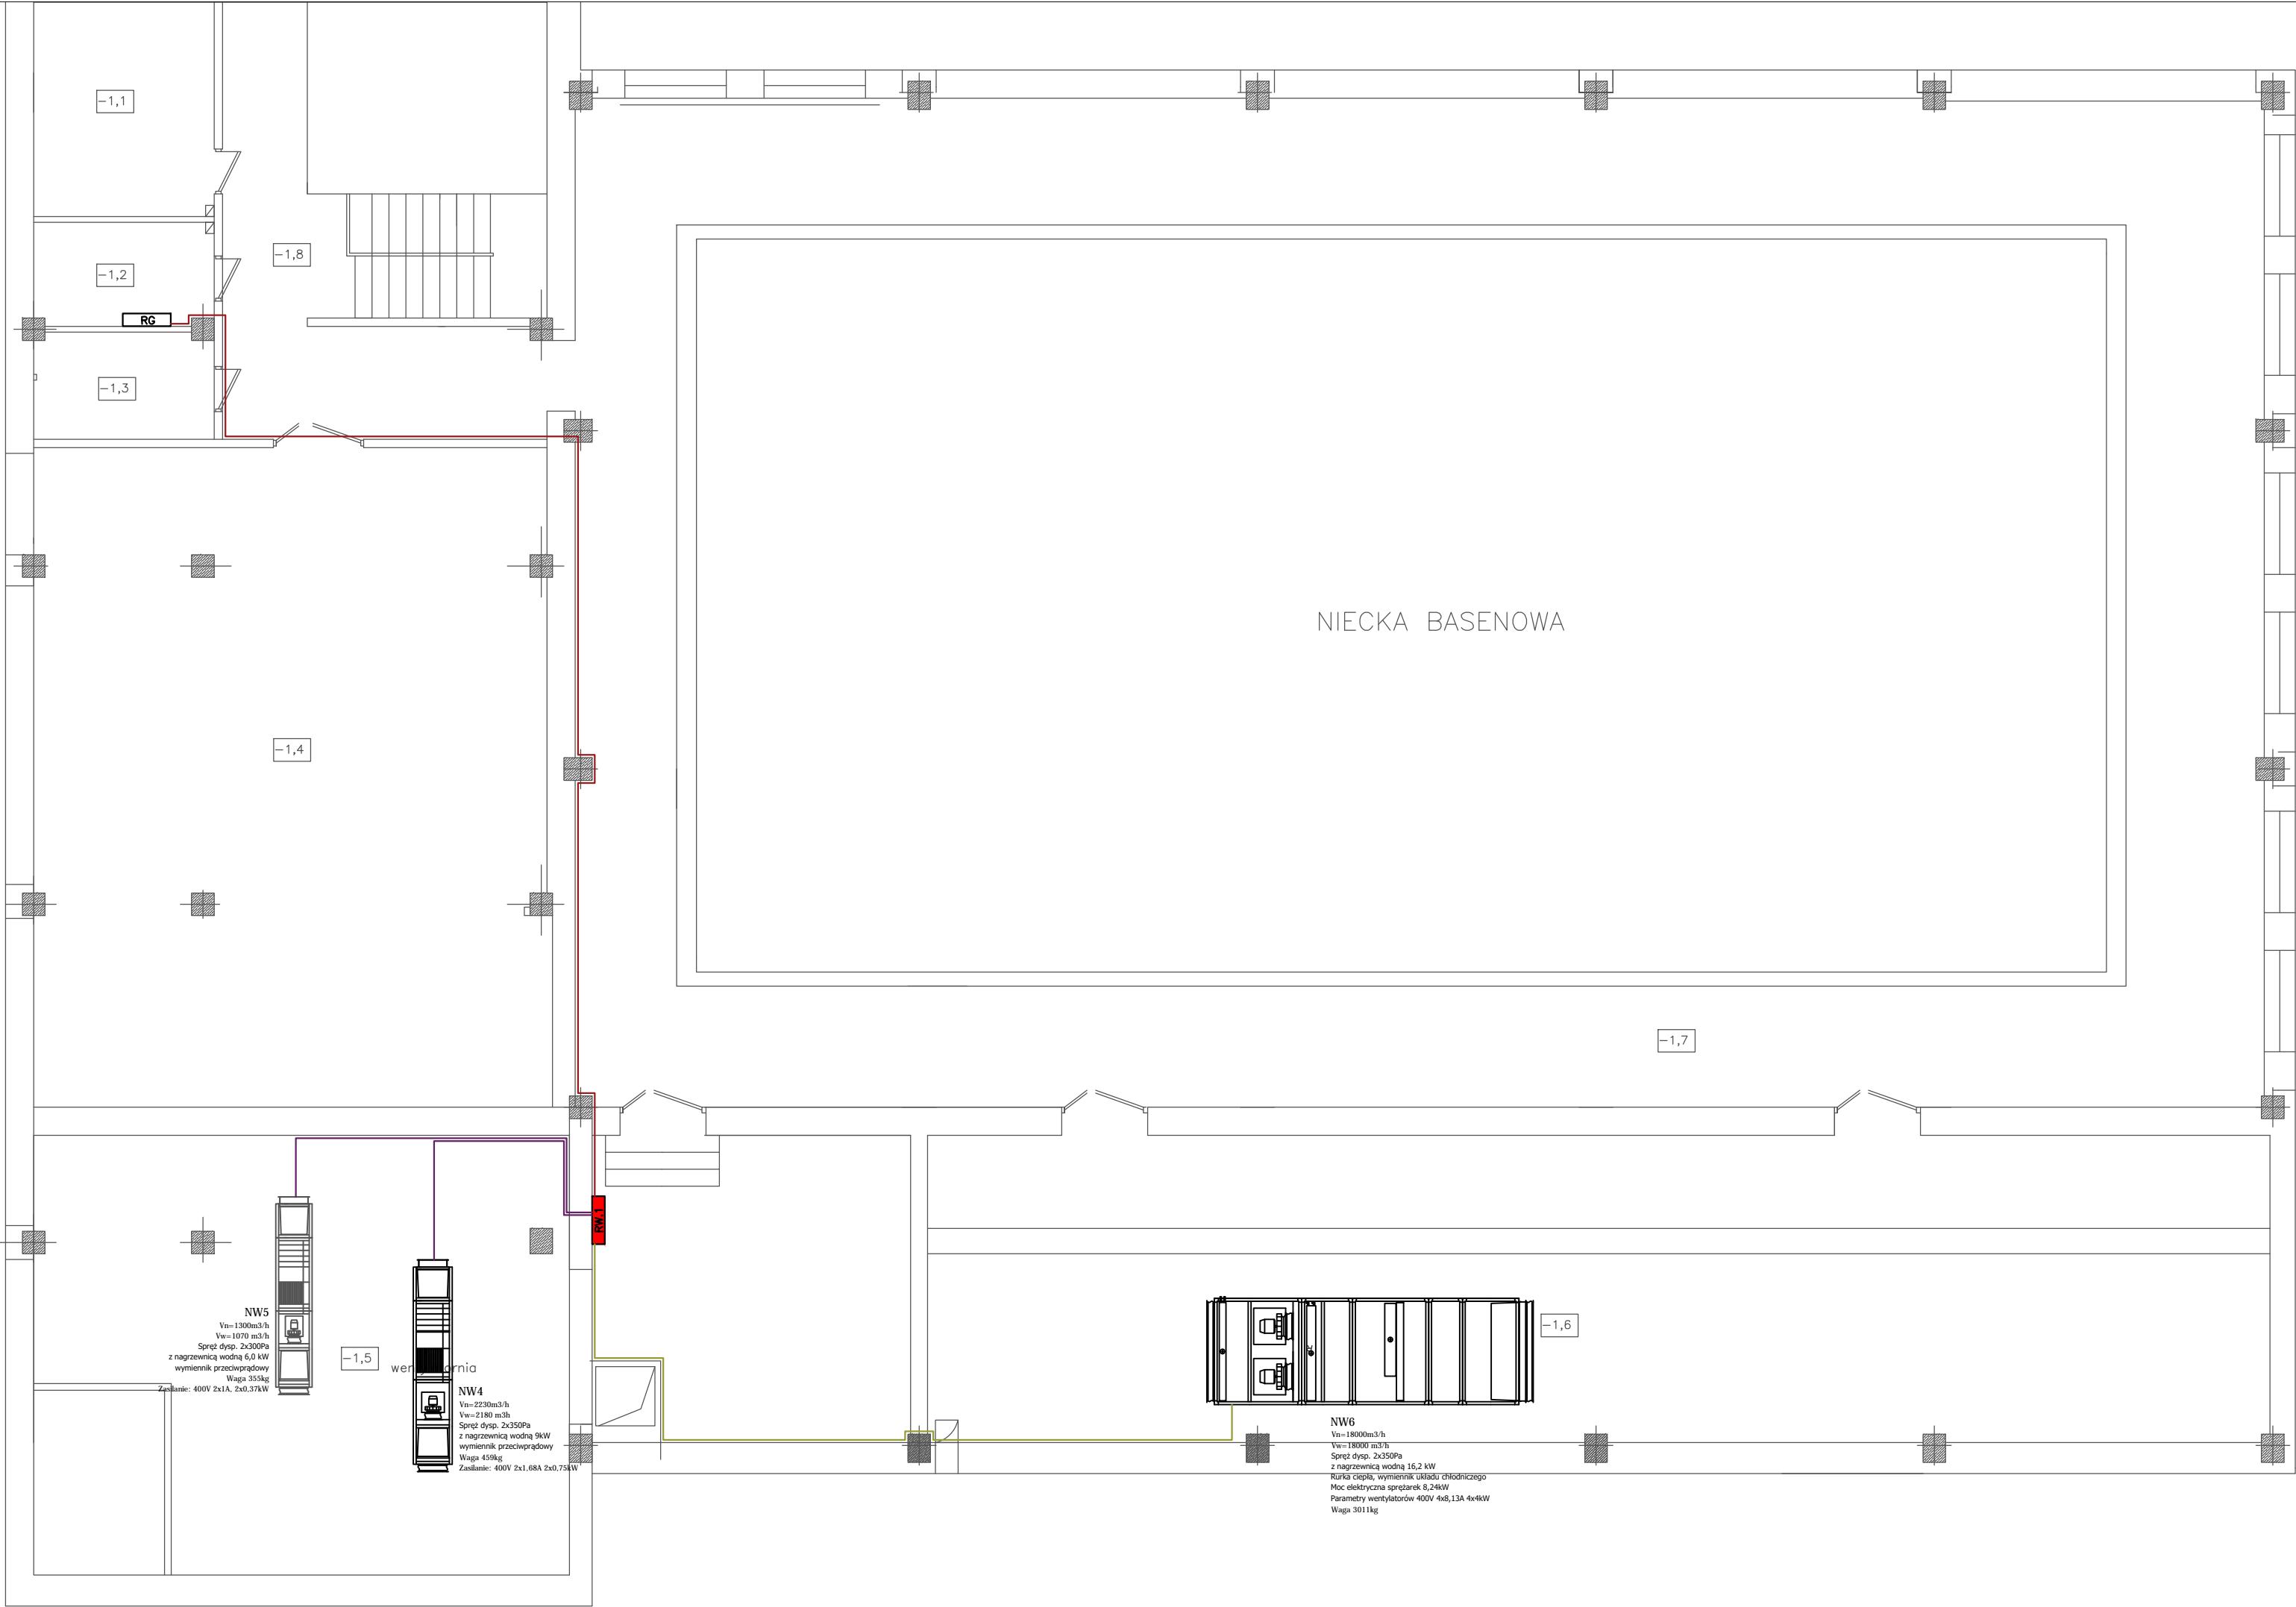 -1,1
-1,8
-1,2
RG
-1,3
NIECKA BASENOWA
-1,4
-1,7
RW.1
NW5
Vn=1300m3/h
Vw=1070 m3/h
Spręż dysp. 2x300Pa
z nagrzewnicą wodną 6,0 kW
wymiennik przeciwprądowy
Waga 355kg
Zasilanie: 400V 2x1A, 2x0,37kW
-1,5
NW4
Vn=2230m3/h
Vw=2180 m3h
Spręż dysp. 2x350Pa
z nagrzewnicą wodną 9kW
wymiennik przeciwprądowy
Waga 459kg
Zasilanie: 400V 2x1,68A 2x0,75kW
-1,6
NW6
Vn=18000m3/h
Vw=18000 m3/h
Spręż dysp. 2x350Pa
z nagrzewnicą wodną 16,2 kW
Rurka ciepła, wymiennik układu chłodniczego
Moc elektryczna sprężarek 8,24kW
Parametry wentylatorów 400V 4x8,13A 4x4kW
Waga 3011kg